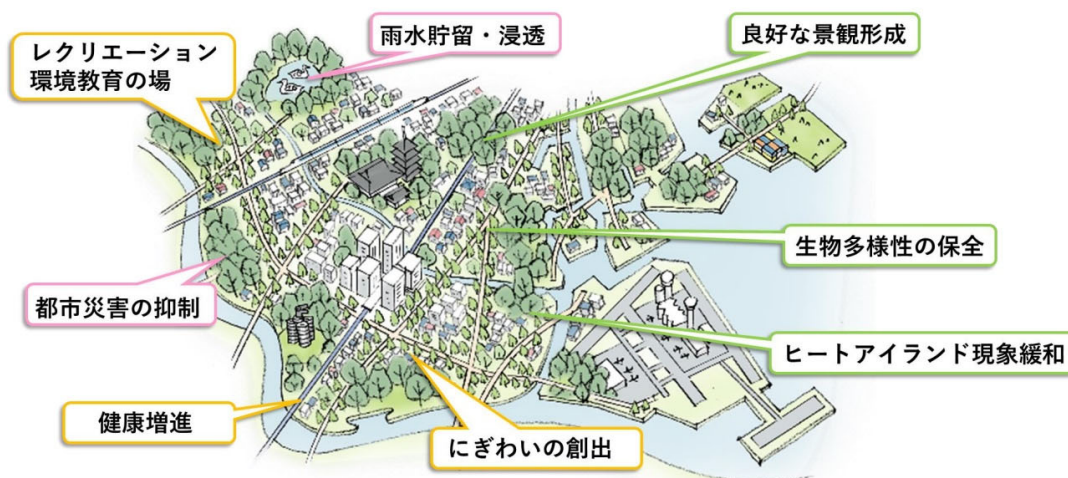 レクリエーション
環境教育の場
雨水貯留・浸透
良好な景観形成
生物多様性の保全
都市災害の抑制
ヒートアイランド現象緩和
健康増進
にぎわいの創出